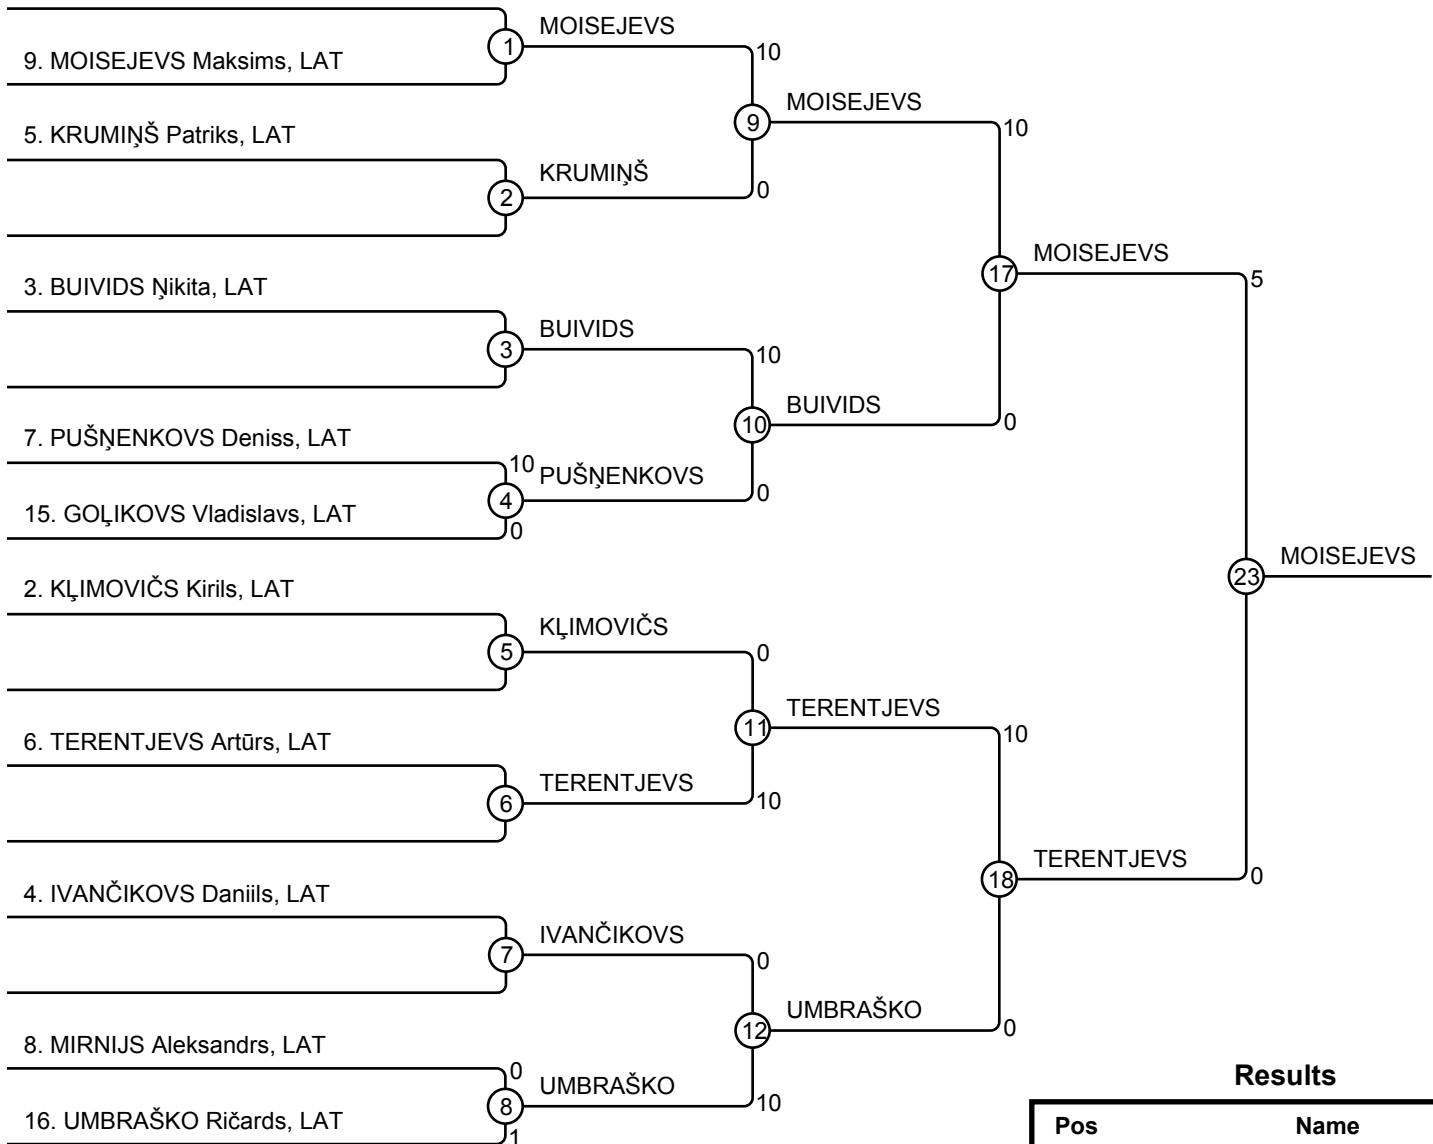 MOISEJEVS
1
10
9. MOISEJEVS Maksims, LAT
MOISEJEVS
9
10
5. KRUMIŅŠ Patriks, LAT
KRUMIŅŠ
2
0
MOISEJEVS
17
5
3. BUIVIDS Ņikita, LAT
BUIVIDS
3
10
BUIVIDS
10
0
7. PUŠŅENKOVS Deniss, LAT
10
PUŠŅENKOVS
4
0
15. GOĻIKOVS Vladislavs, LAT
0
MOISEJEVS
23
2. KĻIMOVIČS Kirils, LAT
KĻIMOVIČS
5
0
TERENTJEVS
11
10
6. TERENTJEVS Artūrs, LAT
TERENTJEVS
6
10
TERENTJEVS
18
0
4. IVANČIKOVS Daniils, LAT
IVANČIKOVS
7
0
UMBRAŠKO
12
0
8. MIRNIJS Aleksandrs, LAT
0
UMBRAŠKO
8
10
16. UMBRAŠKO Ričards, LAT
1
Results
Pos Name